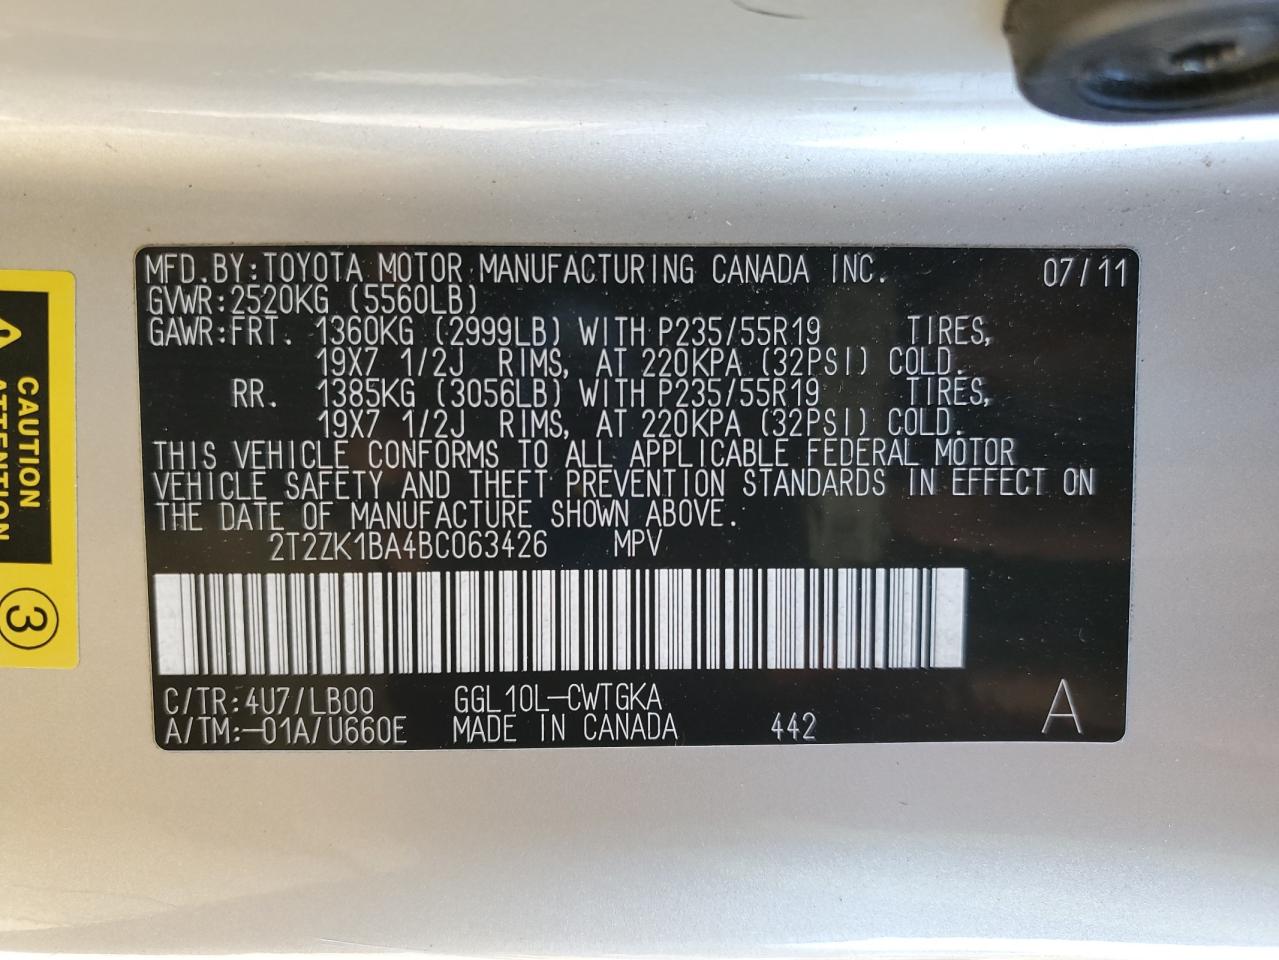 MFD.BY:TOYOTA MOTOR MANUFACTURING CANADA INC. 07/11
GVWR:2520KG (5560LB)
GAWR:FRT. 1360KG (2999LB) WITH P235/55R19 TIRES,
19X7 1/2J RIMS, AT 220KPA (32PSI) COLD.
RR. 1385KG (3056LB) WITH P235/55R19 TIRES,
19X7 1/2J RIMS, AT 220KPA (32PSI) COLD.
THIS VEHICLE CONFORMS TO ALL APPLICABLE FEDERAL MOTOR
VEHICLE SAFETY AND THEFT PREVENTION STANDARDS IN EFFECT ON
THE DATE OF MANUFACTURE SHOWN ABOVE.
2T2ZK1BA4BC063426 MPV
C/TR:4U7/LB00 GGL10L-CWTGKA
A/TM:-01A/U660E MADE IN CANADA 442 A
CAUTION
ATTENTION
3